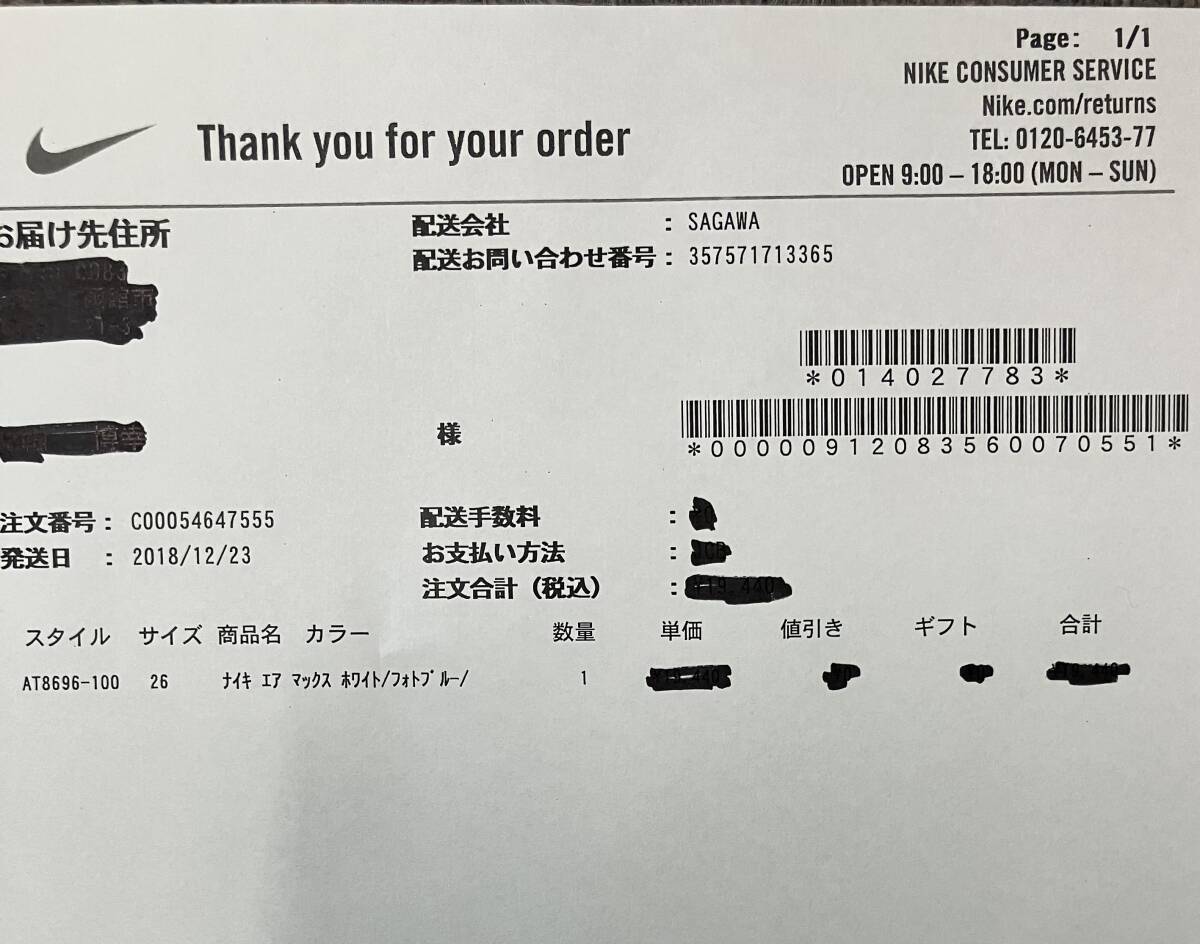 Page: 1/1
NIKE CONSUMER SERVICE
Nike.com/returns
TEL: 0120-6453-77
OPEN 9:00 – 18:00 (MON – SUN)
Thank you for your order
お届け先住所
配送会社 : SAGAWA
配送お問い合わせ番号 : 357571713365
*014027783*
様
*00000912083560070551*
注文番号 : C00054647555
発送日 : 2018/12/23
配送手数料 :
お支払い方法 :
注文合計（税込） :
スタイル サイズ 商品名 カラー 数量 単価 値引き ギフト 合計
AT8696-100 26 ﾅｲｷ ｴｱ ﾏｯｸｽ ﾎﾜｲﾄ/ﾌｫﾄﾌﾞﾙｰ/ 1